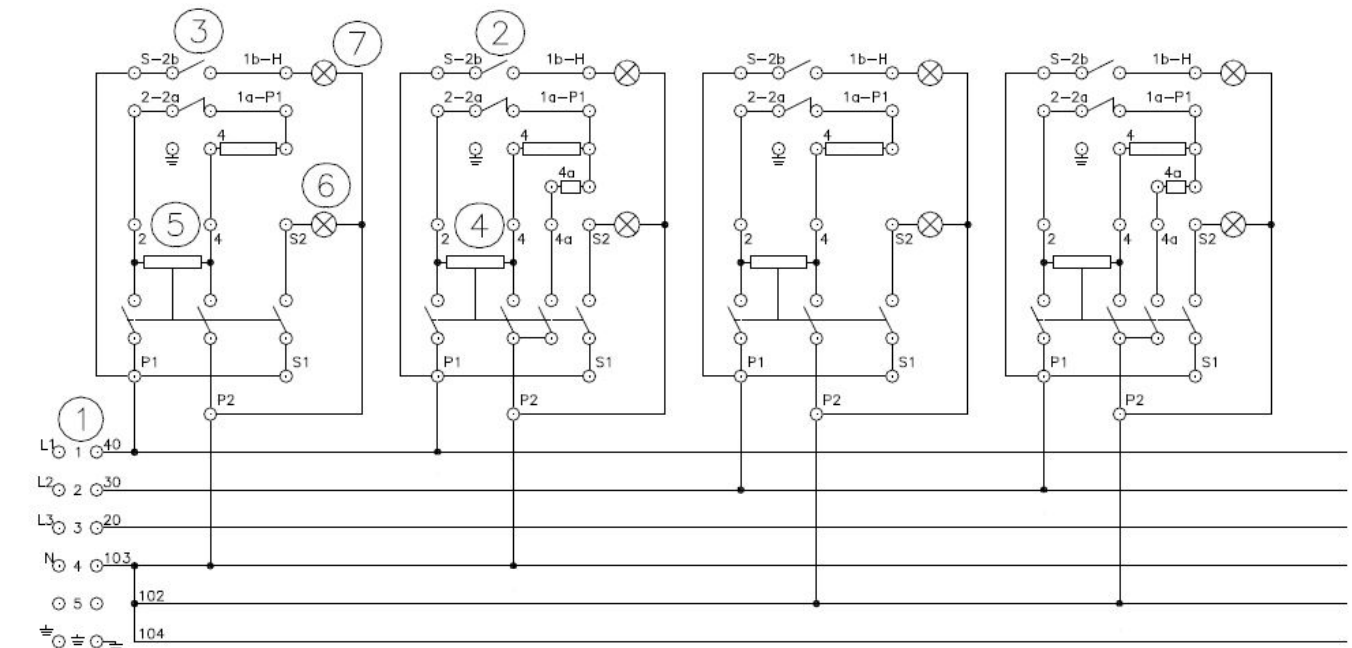 3 7 2
S-2b 1b-H S-2b 1b-H S-2b 1b-H S-2b 1b-H
2-2a 1a-P1 2-2a 1a-P1 2-2a 1a-P1 2-2a 1a-P1
4 4 4 4
6 4a 4a
5 4
2 4 S2 2 4 4a S2 2 4 S2 2 4 4a S2
P1 S1 P1 S1 P1 S1 P1 S1
P2 P2 P2 P2
1
L1 1 40
L2 2 30
L3 3 20
N 4 103
5 102
104